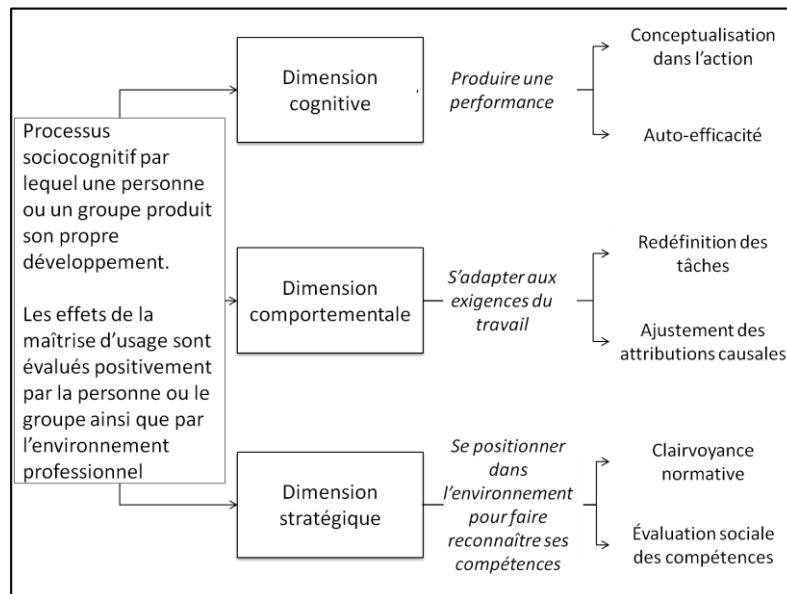 Processus
sociocognitif par
lequel une personne
ou un groupe produit
son propre
développement.
Les effets de la
maîtrise d’usage sont
évalués positivement
par la personne ou le
groupe ainsi que par
l’environnement
professionnel
Dimension
cognitive
Produire une
performance
Conceptualisation
dans l’action
Auto-efficacité
Dimension
comportementale
S’adapter aux
exigences du
travail
Redéfinition des
tâches
Ajustement des
attributions causales
Dimension
stratégique
Se positionner
dans
l’environnement
pour faire
reconnaître ses
compétences
Clairvoyance
normative
Évaluation sociale
des compétences